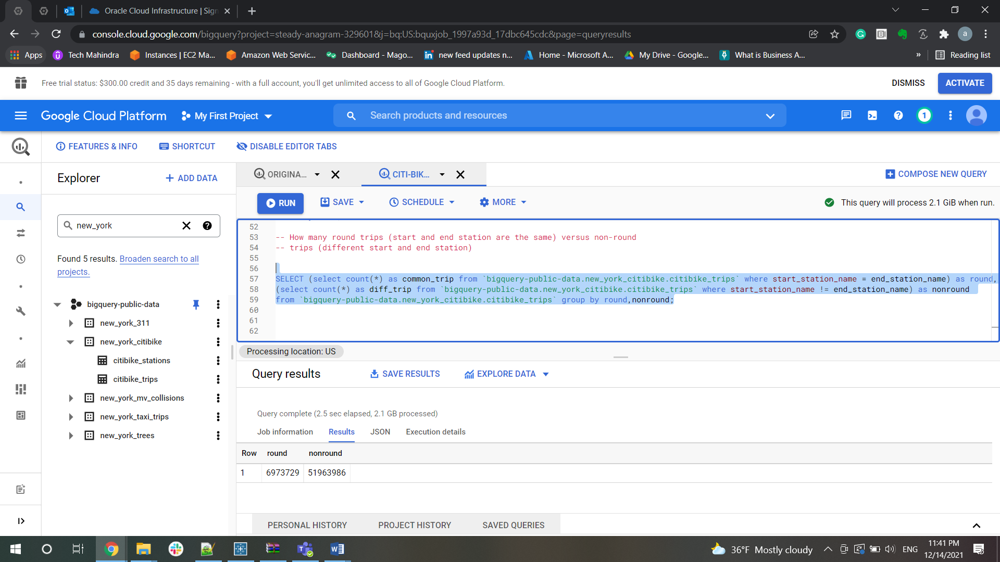 Oracle Cloud Infrastructure | Sign
console.cloud.google.com/bigquery?project=steady-anagram-329601&j=bq:US:bquxjob_1997a93d_17dbc645cdc&page=queryresults
a
Apps
Tech Mahindra
Instances | EC2 Ma...
Amazon Web Servic...
Dashboard - Mago...
new feed updates n...
Home - Microsoft A...
My Drive - Google...
What is Business A...
»
Reading list
Free trial status: $300.00 credit and 35 days remaining - with a full account, you'll get unlimited access to all of Google Cloud Platform.
DISMISS
ACTIVATE
Google Cloud Platform
My First Project
Search products and resources
1
FEATURES & INFO
SHORTCUT
DISABLE EDITOR TABS
Explorer
+ ADD DATA
ORIGINA...
CITI-BIK...
COMPOSE NEW QUERY
RUN
SAVE
SCHEDULE
MORE
This query will process 2.1 GiB when run.
new_york
Found 5 results. Broaden search to all
projects.
bigquery-public-data
new_york_311
new_york_citibike
citibike_stations
citibike_trips
new_york_mv_collisions
new_york_taxi_trips
new_york_trees
52
53 -- How many round trips (start and end station are the same) versus non-round
54 -- trips (different start and end station)
55
56
57 SELECT (select count(*) as common_trip from `bigquery-public-data.new_york_citibike.citibike_trips` where start_station_name = end_station_name) as round,
58 (select count(*) as diff_trip from `bigquery-public-data.new_york_citibike.citibike_trips` where start_station_name != end_station_name) as nonround
59 from `bigquery-public-data.new_york_citibike.citibike_trips` group by round,nonround;
60
61
62
Processing location: US
Query results
SAVE RESULTS
EXPLORE DATA
Query complete (2.5 sec elapsed, 2.1 GB processed)
Job information
Results
JSON
Execution details
Row round nonround
1 6973729 51963986
PERSONAL HISTORY
PROJECT HISTORY
SAVED QUERIES
36°F Mostly cloudy
ENG
11:41 PM
12/14/2021